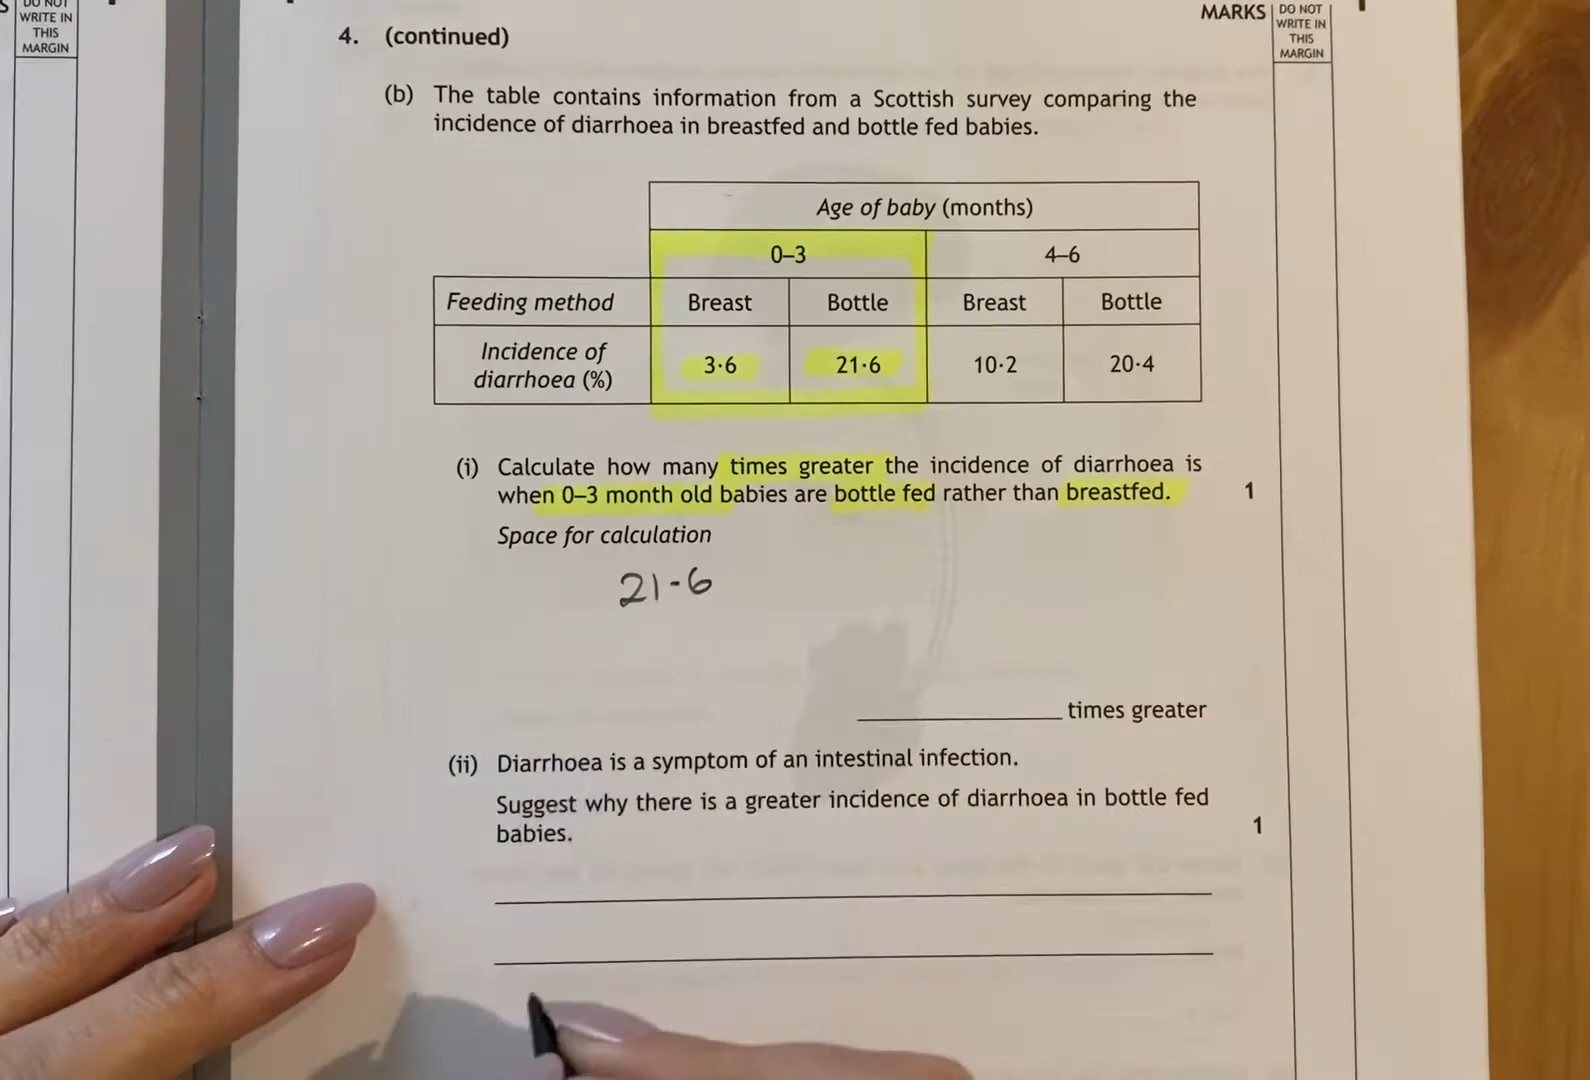 DO NOT
WRITE IN
THIS
MARGIN
MARKS
DO NOT
WRITE IN
THIS
MARGIN
4. (continued)
(b) The table contains information from a Scottish survey comparing the
incidence of diarrhoea in breastfed and bottle fed babies.
Age of baby (months)
0–3 4–6
Feeding method Breast Bottle Breast Bottle
Incidence of
diarrhoea (%) 3·6 21·6 10·2 20·4
(i) Calculate how many times greater the incidence of diarrhoea is
when 0–3 month old babies are bottle fed rather than breastfed. 1
Space for calculation
21·6
times greater
(ii) Diarrhoea is a symptom of an intestinal infection.
Suggest why there is a greater incidence of diarrhoea in bottle fed
babies. 1